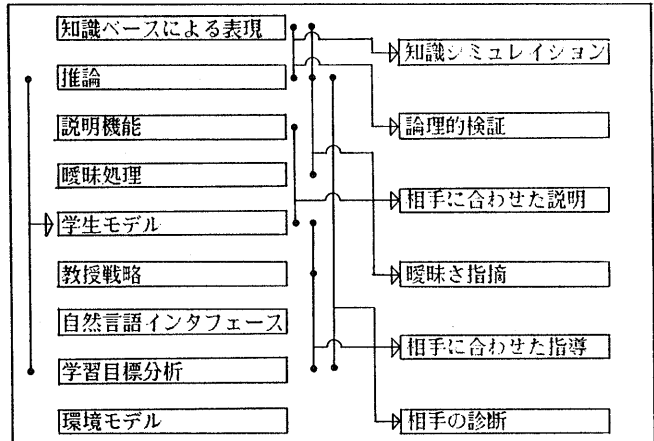 知識ベースによる表現
推論
説明機能
曖昧処理
学生モデル
教授戦略
自然言語インタフェース
学習目標分析
環境モデル
知識シミュレイション
論理的検証
相手に合わせた説明
曖昧さ指摘
相手に合わせた指導
相手の診断